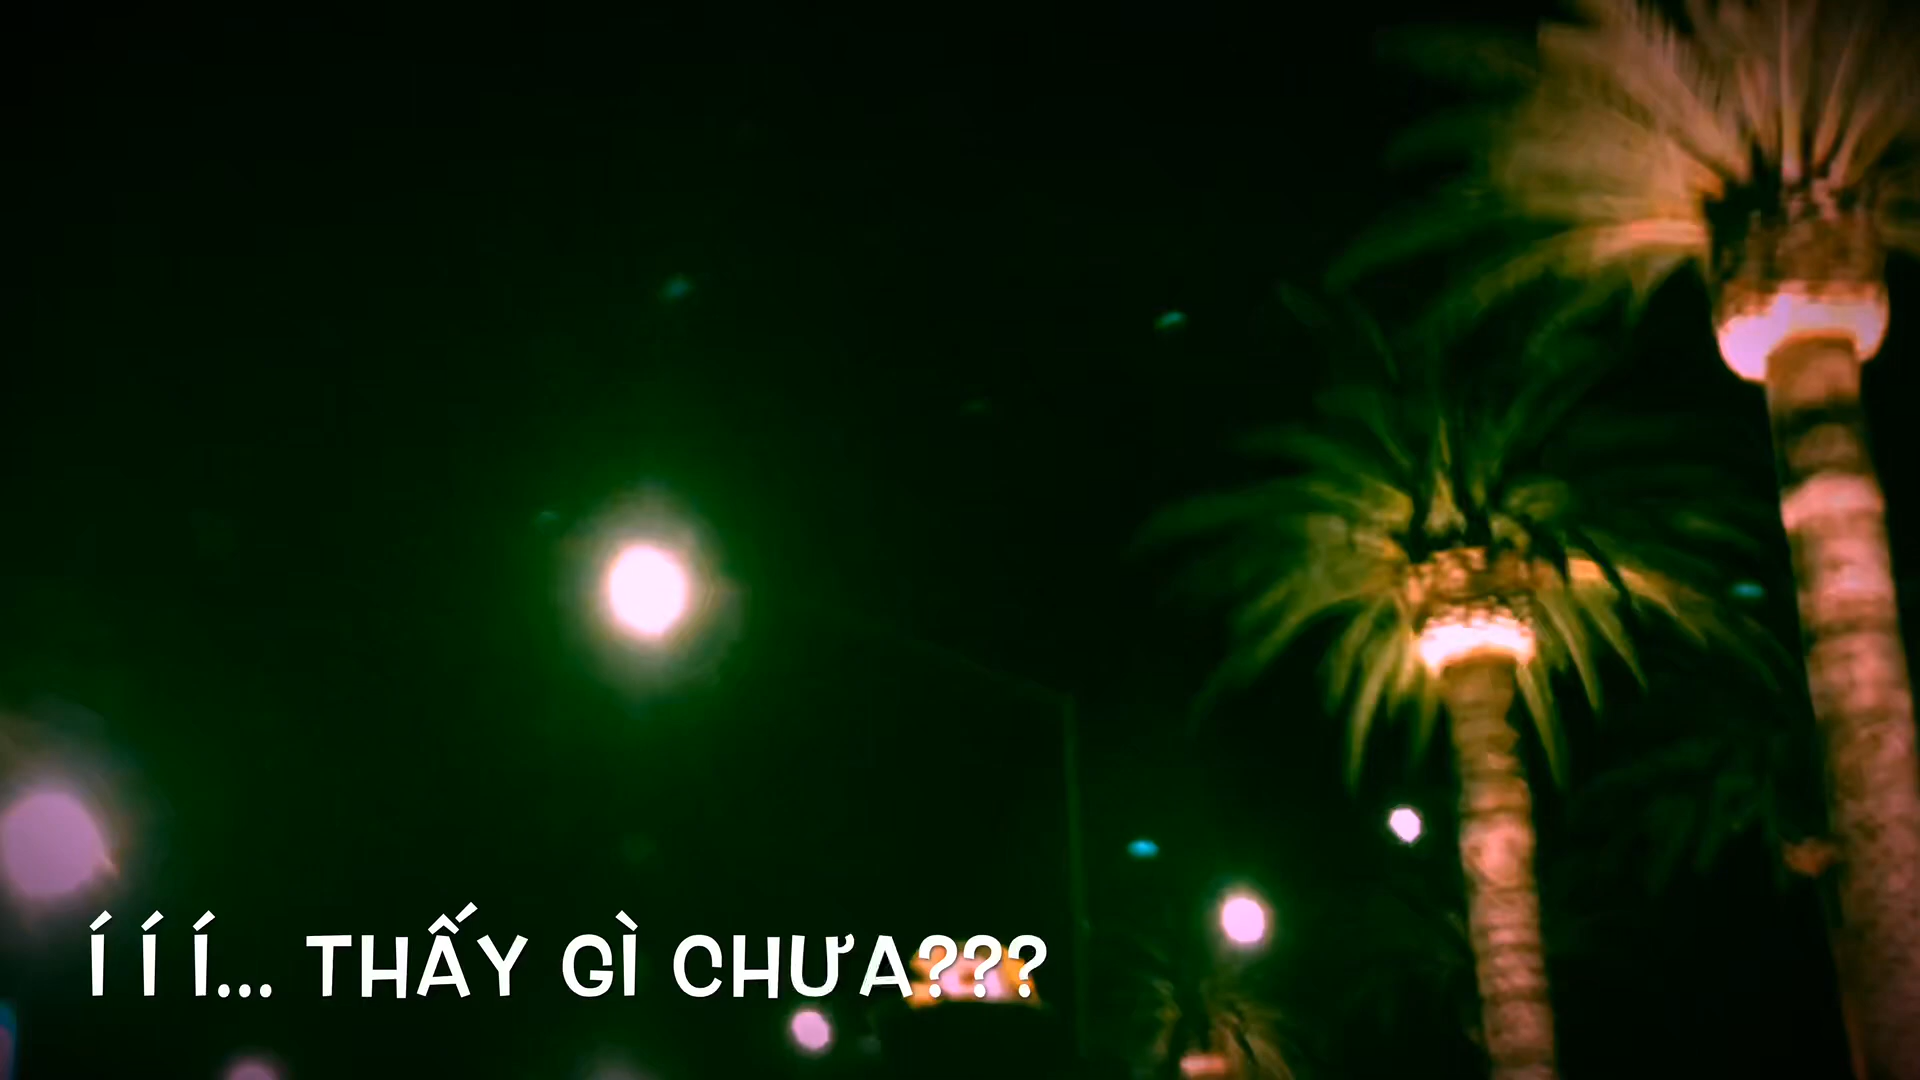 Í Í Í... THẤY GÌ CHƯA???